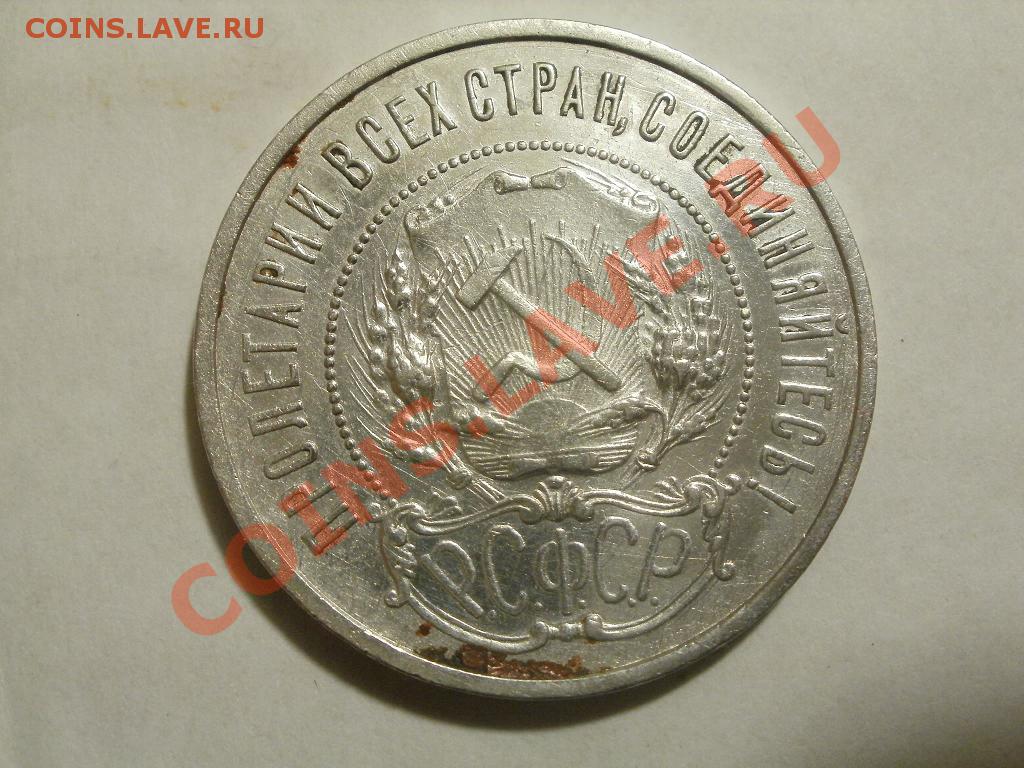 COINS.LAVE.RU
ПРОЛЕТАРИИ ВСЕХ СТРАН, СОЕДИНЯЙТЕСЬ!
Р.С.Ф.С.Р.
COINS.LAVE.RU